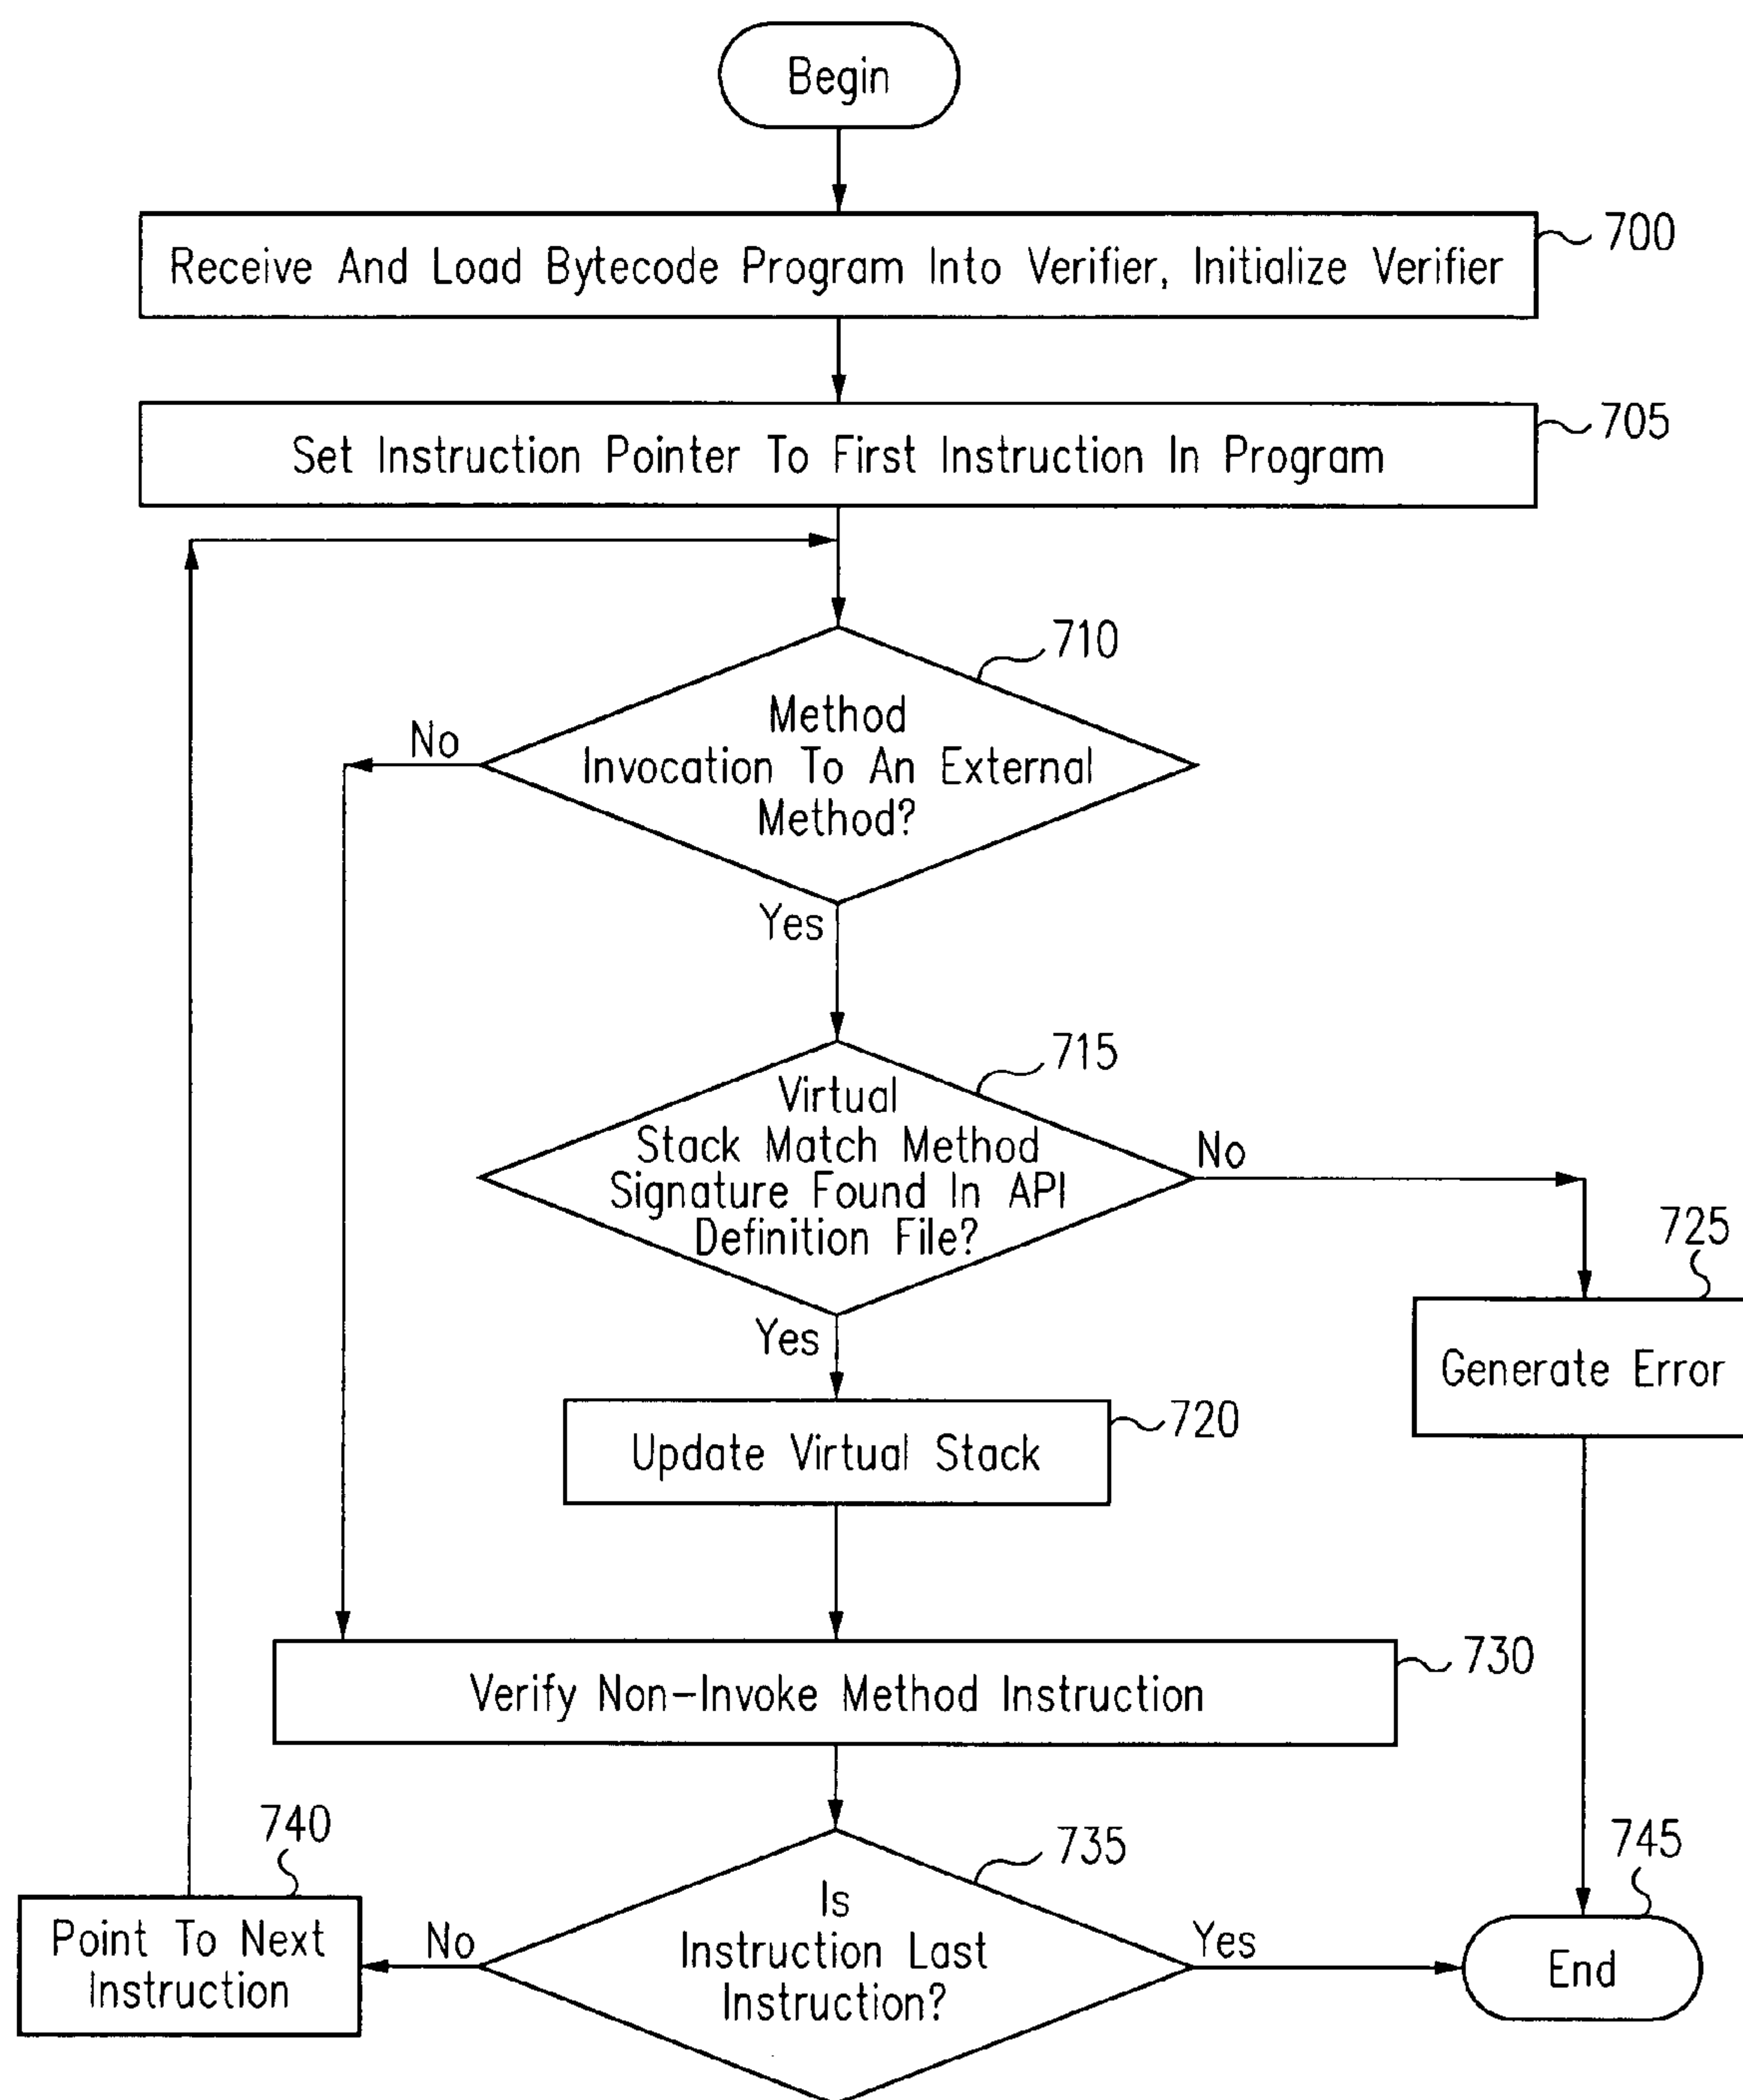 Begin
Receive And Load Bytecode Program Into Verifier, Initialize Verifier
700
Set Instruction Pointer To First Instruction In Program
705
710
Method
Invocation To An External
Method?
No
Yes
715
Virtual
Stack Match Method
Signature Found In API
Definition File?
No
Yes
725
Generate Error
Update Virtual Stack
720
Verify Non-Invoke Method Instruction
730
740
Point To Next
Instruction
No
735
Is
Instruction Last
Instruction?
Yes
745
End